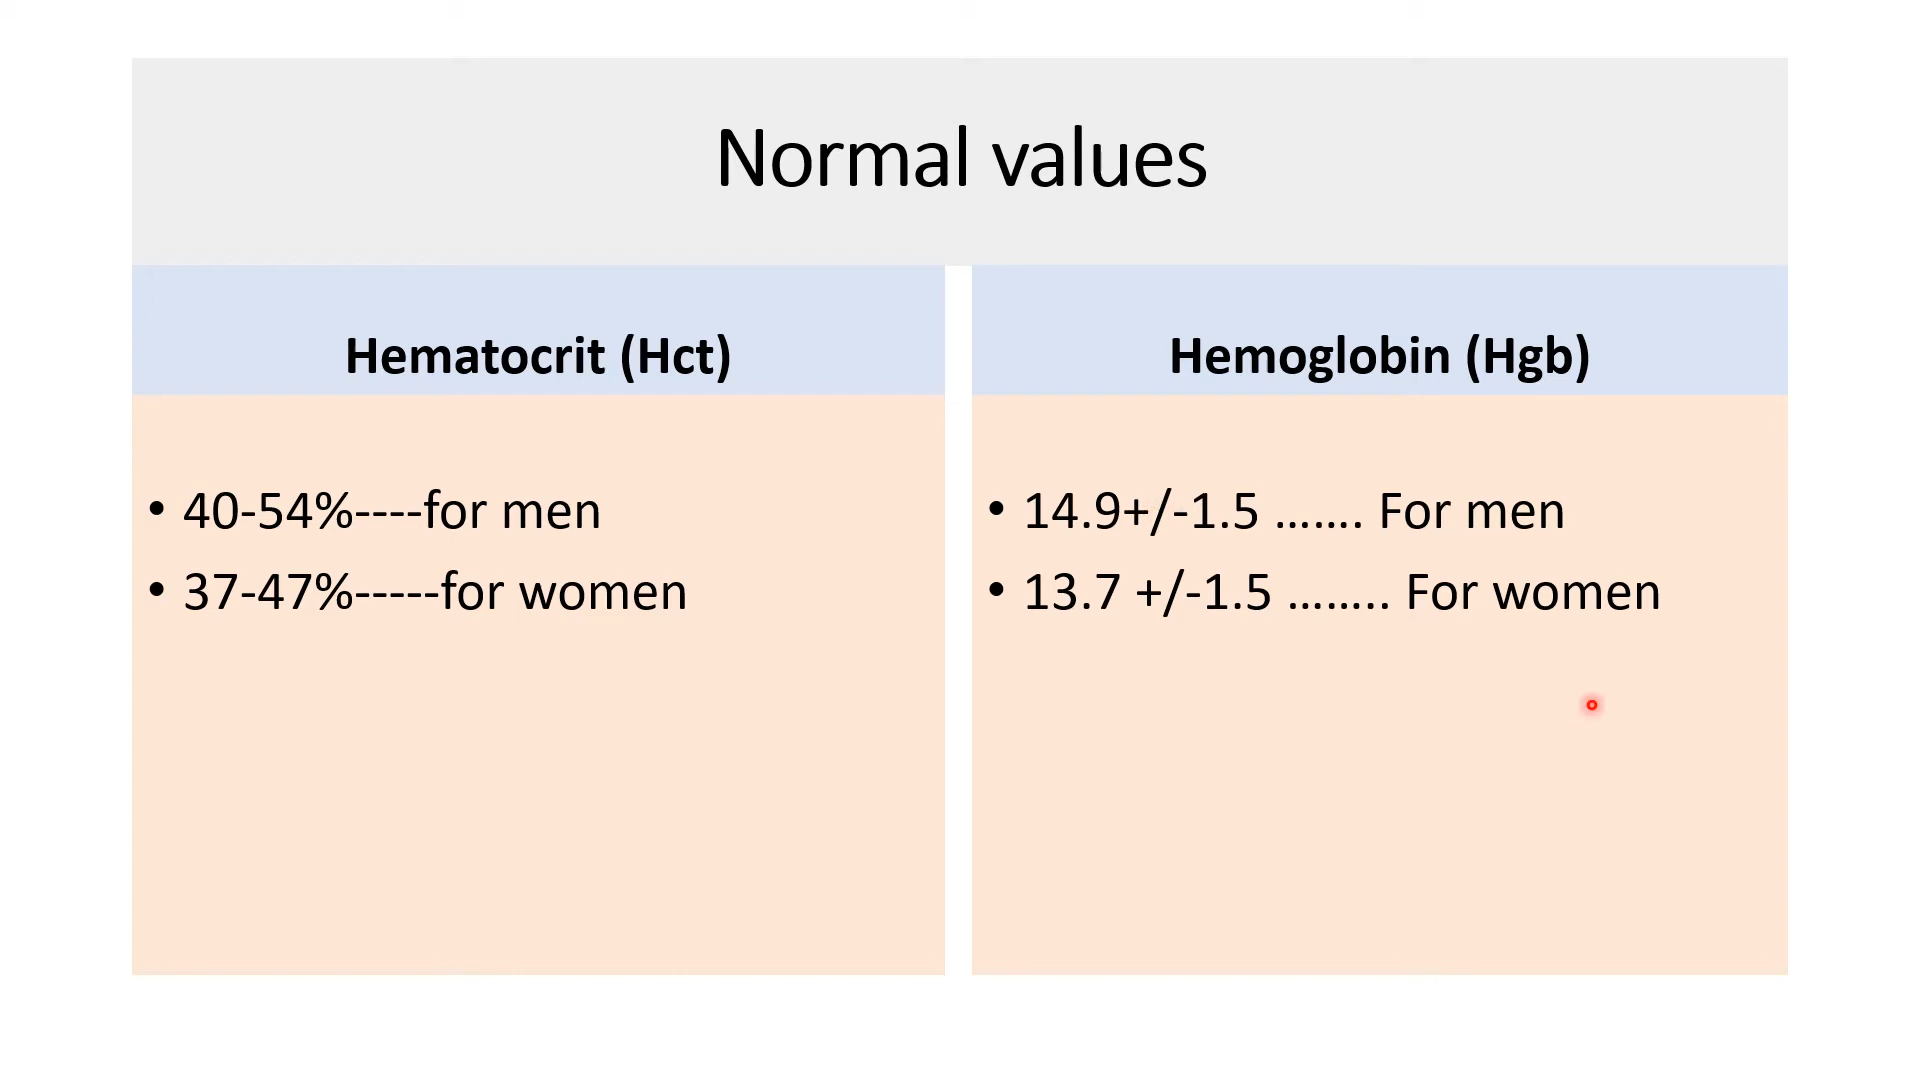 Normal values
Hematocrit (Hct)
• 40-54%----for men
• 37-47%-----for women
Hemoglobin (Hgb)
• 14.9+/-1.5 ……. For men
• 13.7 +/-1.5 …….. For women